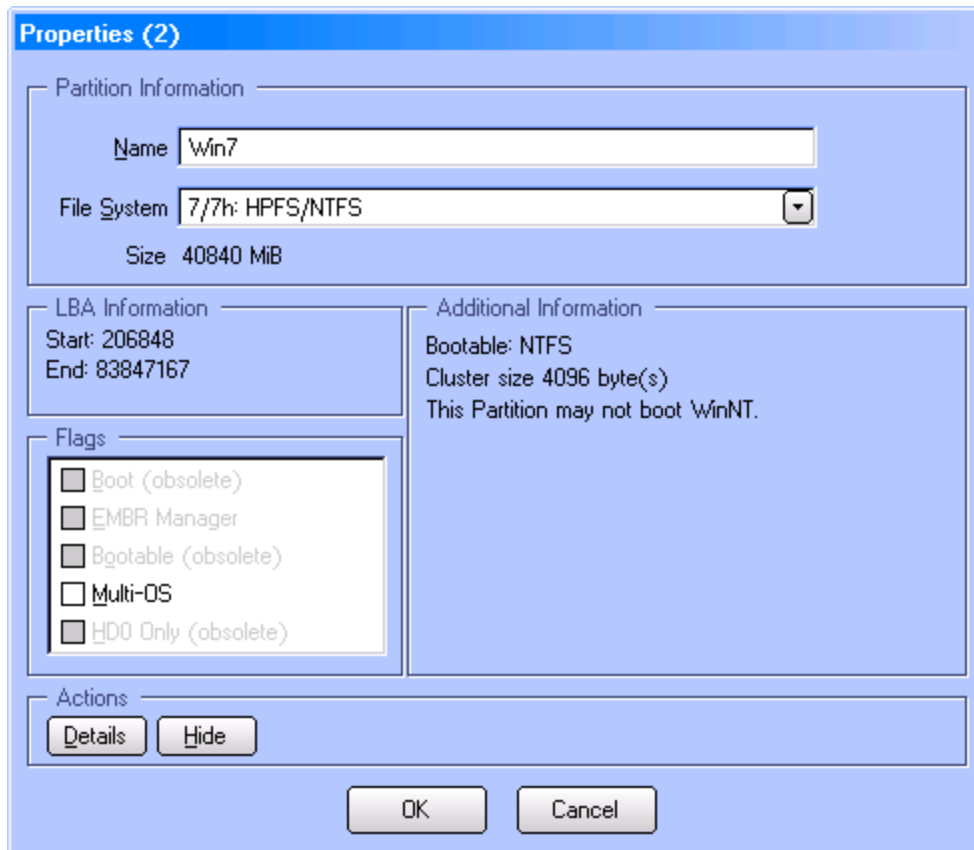 Properties (2)
Partition Information
Name Win7
File System 7/7h: HPFS/NTFS
Size 40840 MiB
LBA Information
Start: 206848
End: 83847167
Additional Information
Bootable: NTFS
Cluster size 4096 byte(s)
This Partition may not boot WinNT.
Flags
Boot (obsolete)
EMBR Manager
Bootable (obsolete)
Multi-OS
HD0 Only (obsolete)
Actions
Details Hide
OK Cancel